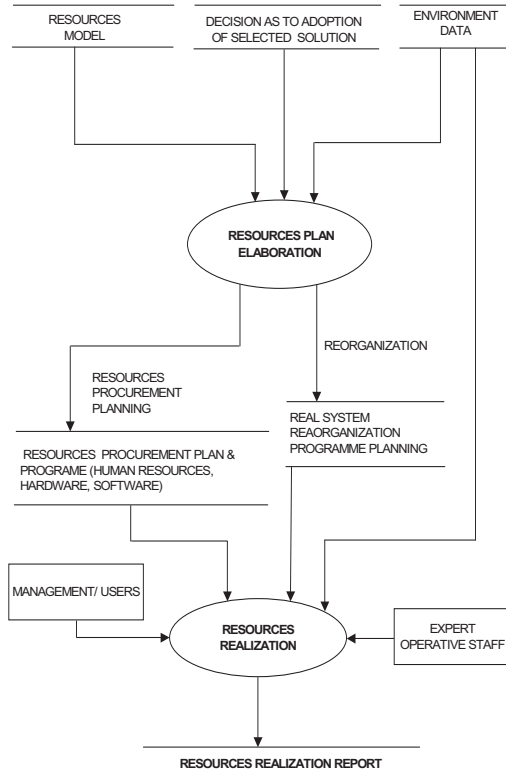 RESOURCES
MODEL
DECISION AS TO ADOPTION
OF SELECTED SOLUTION
ENVIRONMENT
DATA
RESOURCES PLAN
ELABORATION
REORGANIZATION
RESOURCES
PROCUREMENT
PLANNING
REAL SYSTEM
REAORGANIZATION
PROGRAMME PLANNING
RESOURCES PROCUREMENT PLAN &
PROGRAME (HUMAN RESOURCES,
HARDWARE, SOFTWARE)
MANAGEMENT/ USERS
RESOURCES
REALIZATION
EXPERT
OPERATIVE STAFF
RESOURCES REALIZATION REPORT